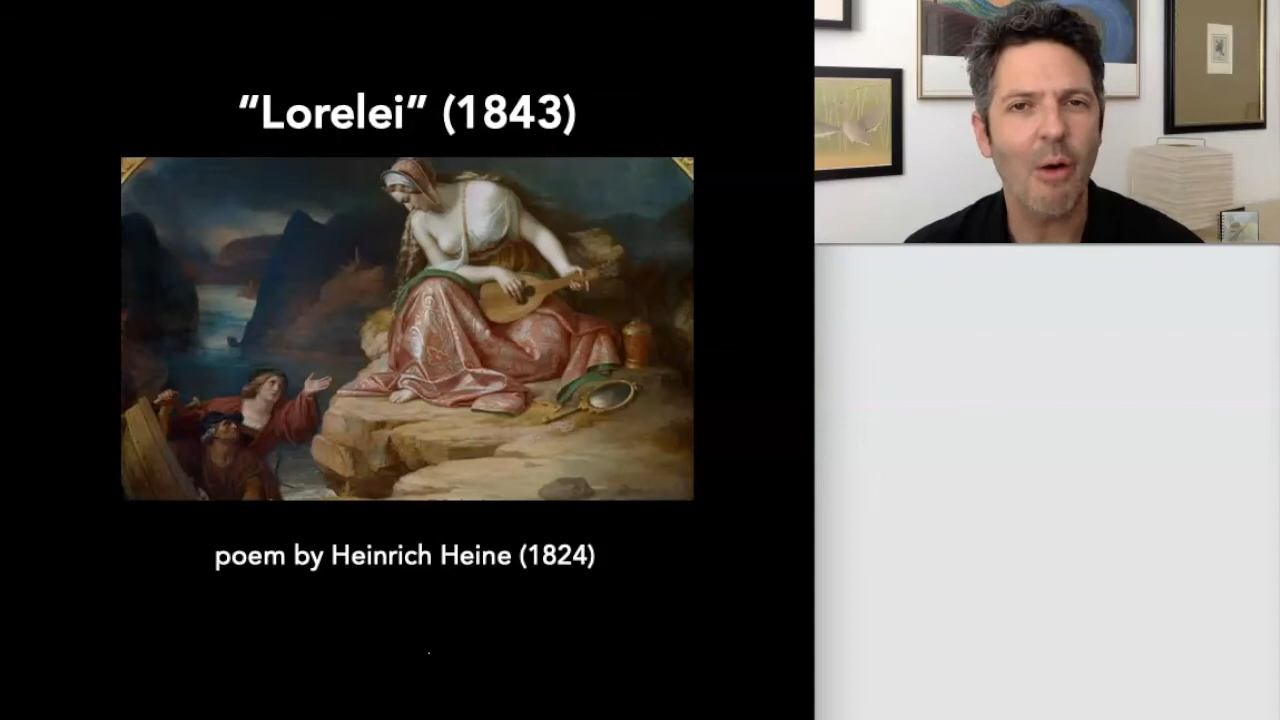 “Lorelei” (1843)
poem by Heinrich Heine (1824)